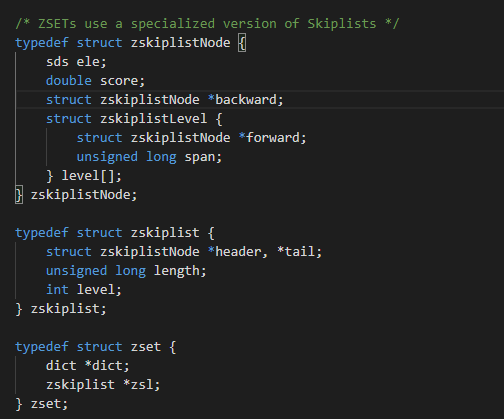 /* ZSETs use a specialized version of Skiplists */
typedef struct zskiplistNode {
    sds ele;
    double score;
    struct zskiplistNode *backward;
    struct zskiplistLevel {
        struct zskiplistNode *forward;
        unsigned long span;
    } level[];
} zskiplistNode;

typedef struct zskiplist {
    struct zskiplistNode *header, *tail;
    unsigned long length;
    int level;
} zskiplist;

typedef struct zset {
    dict *dict;
    zskiplist *zsl;
} zset;